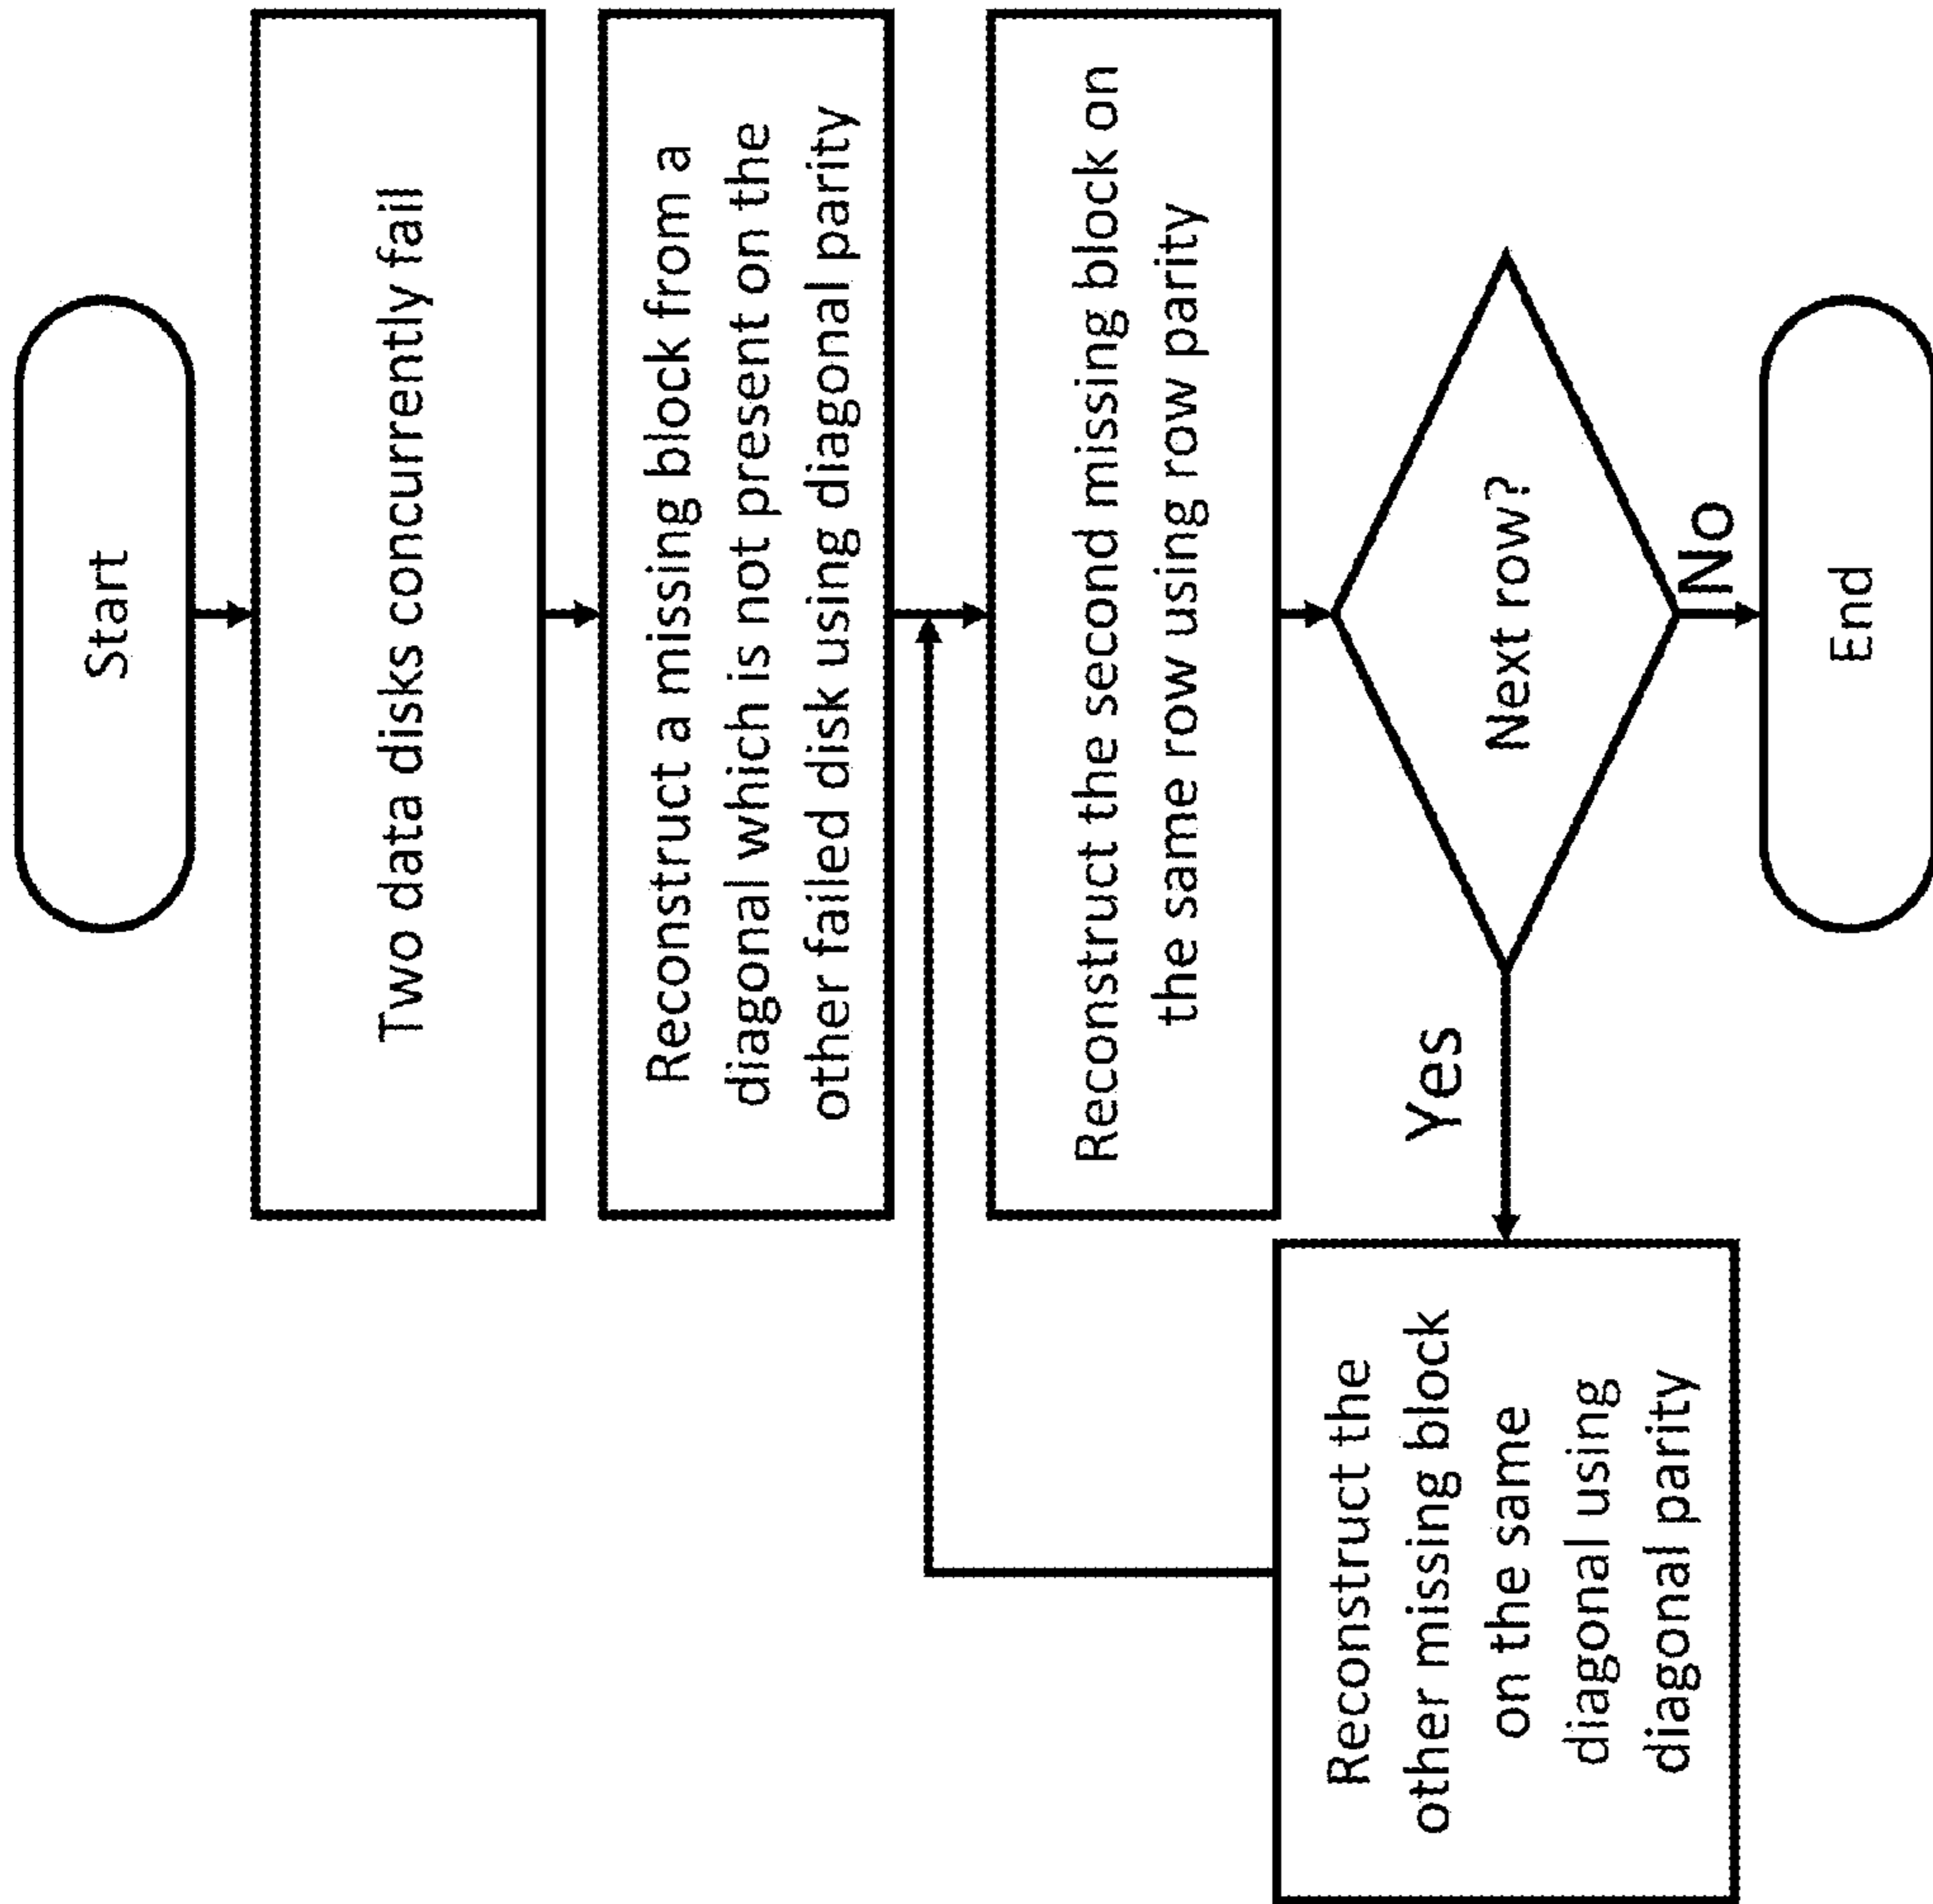 Start
Two data disks concurrently fail
Reconstruct a missing block from a
diagonal which is not present on the
other failed disk using diagonal parity
Reconstruct the second missing block on
the same row using row parity
Next row?
Yes
No
Reconstruct the
other missing block
on the same
diagonal using
diagonal parity
End